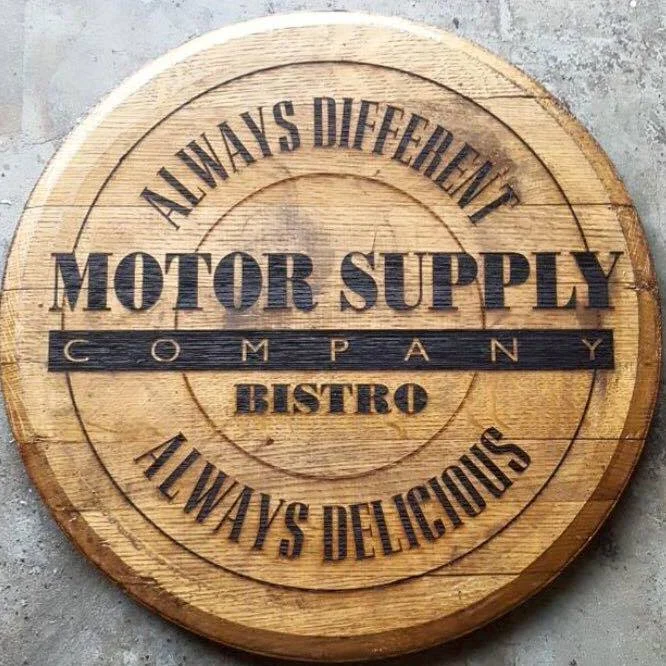 ALWAYS DIFFERENT
MOTOR SUPPLY
COMPANY
BISTRO
ALWAYS DELICIOUS